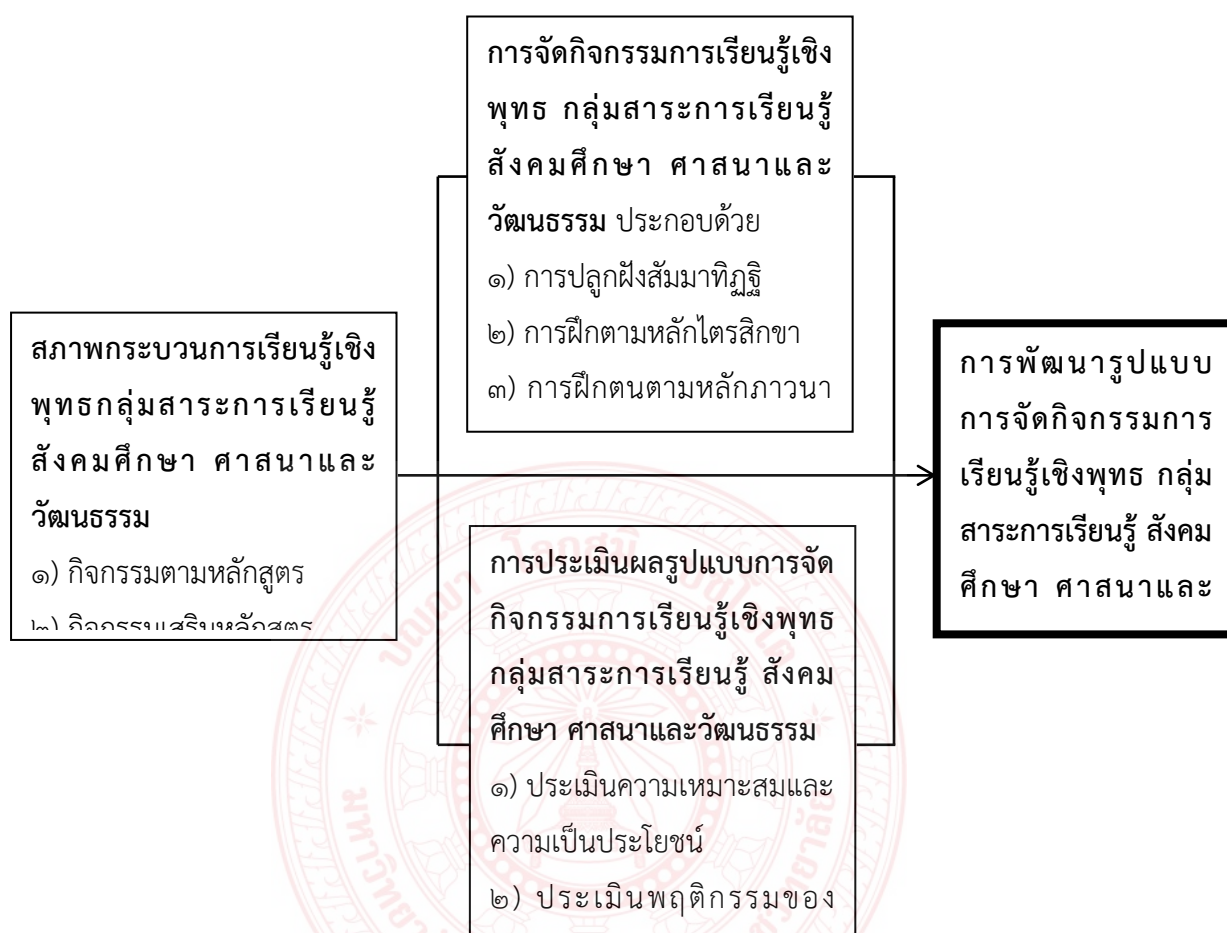 การจัดกิจกรรมการเรียนรู้เชิง
พุทธ กลุ่มสาระการเรียนรู้
สังคมศึกษา ศาสนาและ
วัฒนธรรม ประกอบด้วย
๑) การปลูกฝังสัมมาทิฏฐิ
๒) การฝึกตามหลักไตรสิกขา
๓) การฝึกตนตามหลักภาวนา
สภาพกระบวนการเรียนรู้เชิง
พุทธกลุ่มสาระการเรียนรู้
สังคมศึกษา ศาสนาและ
วัฒนธรรม
๑) กิจกรรมตามหลักสูตร
๒) กิจกรรมเสริมหลักสูตร
การประเมินผลรูปแบบการจัด
กิจกรรมการเรียนรู้เชิงพุทธ
กลุ่มสาระการเรียนรู้ สังคม
ศึกษา ศาสนาและวัฒนธรรม
๑) ประเมินความเหมาะสมและ
ความเป็นประโยชน์
๒) ประเมินพฤติกรรมของ
การพัฒนารูปแบบ
การจัดกิจกรรมการ
เรียนรู้เชิงพุทธ กลุ่ม
สาระการเรียนรู้ สังคม
ศึกษา ศาสนาและ